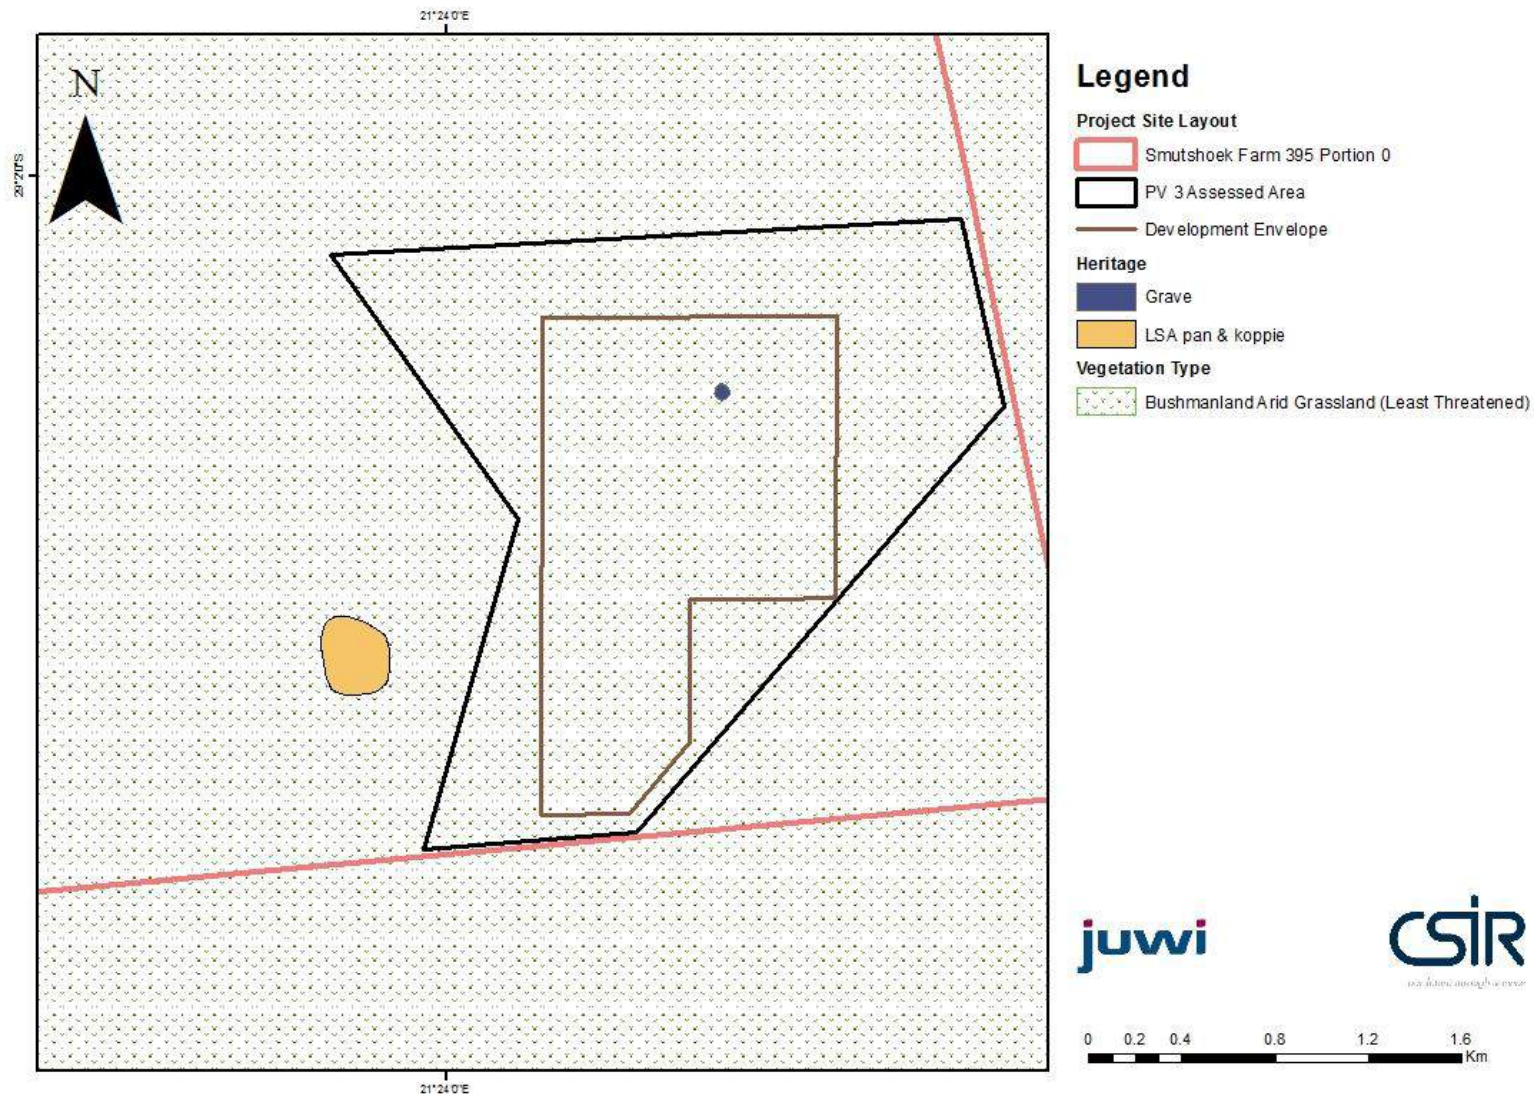 21°24'0"E
N
29°20'S
Legend
Project Site Layout
Smutshoek Farm 395 Portion 0
PV 3 Assessed Area
Development Envelope
Heritage
Grave
LSA pan & koppie
Vegetation Type
Bushmanland Arid Grassland (Least Threatened)
juwi
CSIR
0 0.2 0.4 0.8 1.2 1.6
Km
21°24'0"E